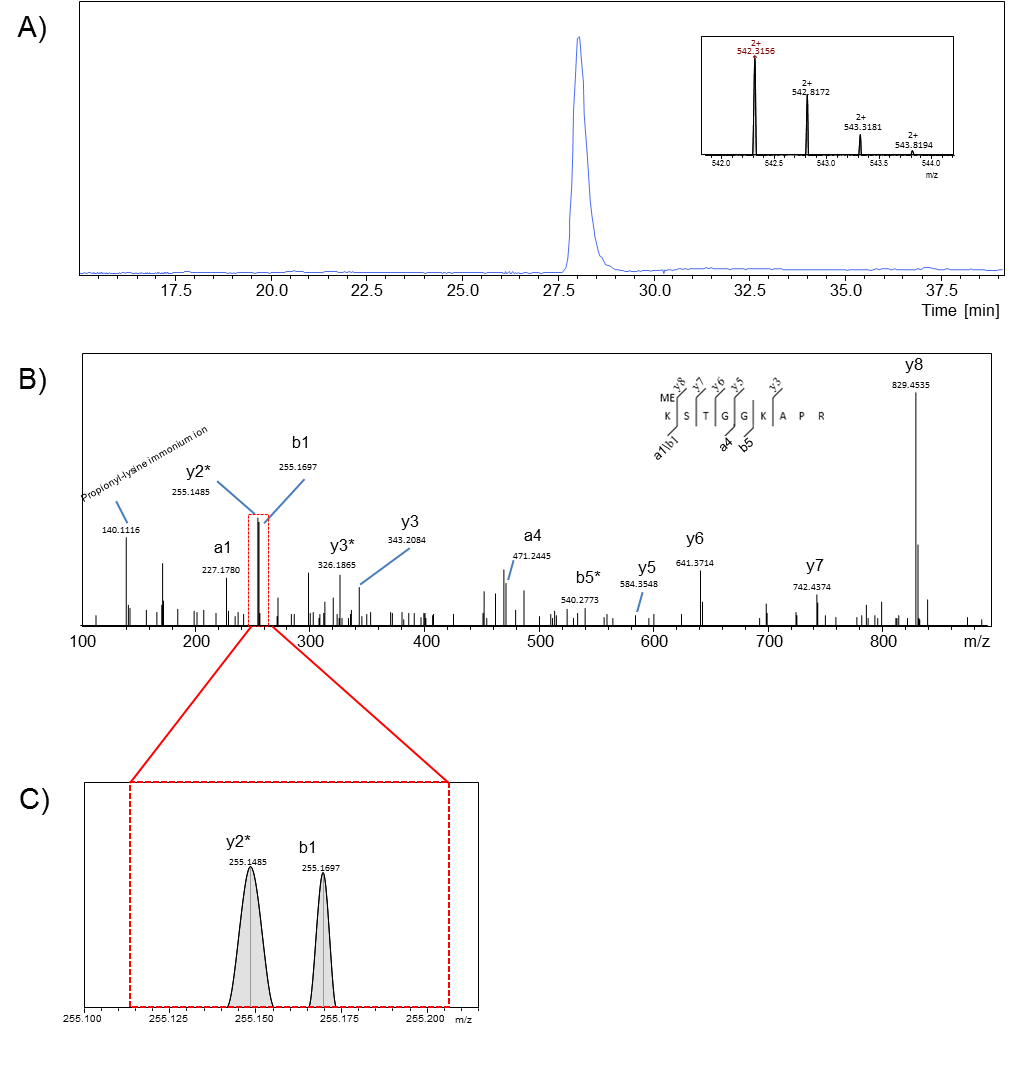 A)
2+
542.3156
2+
542.8172
2+
543.3181
2+
543.8194
542.0 542.5 543.0 543.5 544.0
m/z
17.5 20.0 22.5 25.0 27.5 30.0 32.5 35.0 37.5
Time [min]
B)
Propionyl-lysine immonium ion
140.1116
y2*
255.1485
b1
255.1697
a1
227.1780
y3*
326.1865
y3
343.2084
a4
471.2445
b5*
540.2773
y5
584.3548
y6
641.3714
y7
742.4374
y8
829.4535
y8 y7 y6 y5 y3
ME
K S T G G K A P R
a1\b1 a4 b5
100 200 300 400 500 600 700 800 m/z
C)
y2*
255.1485
b1
255.1697
255.100 255.125 255.150 255.175 255.200 m/z